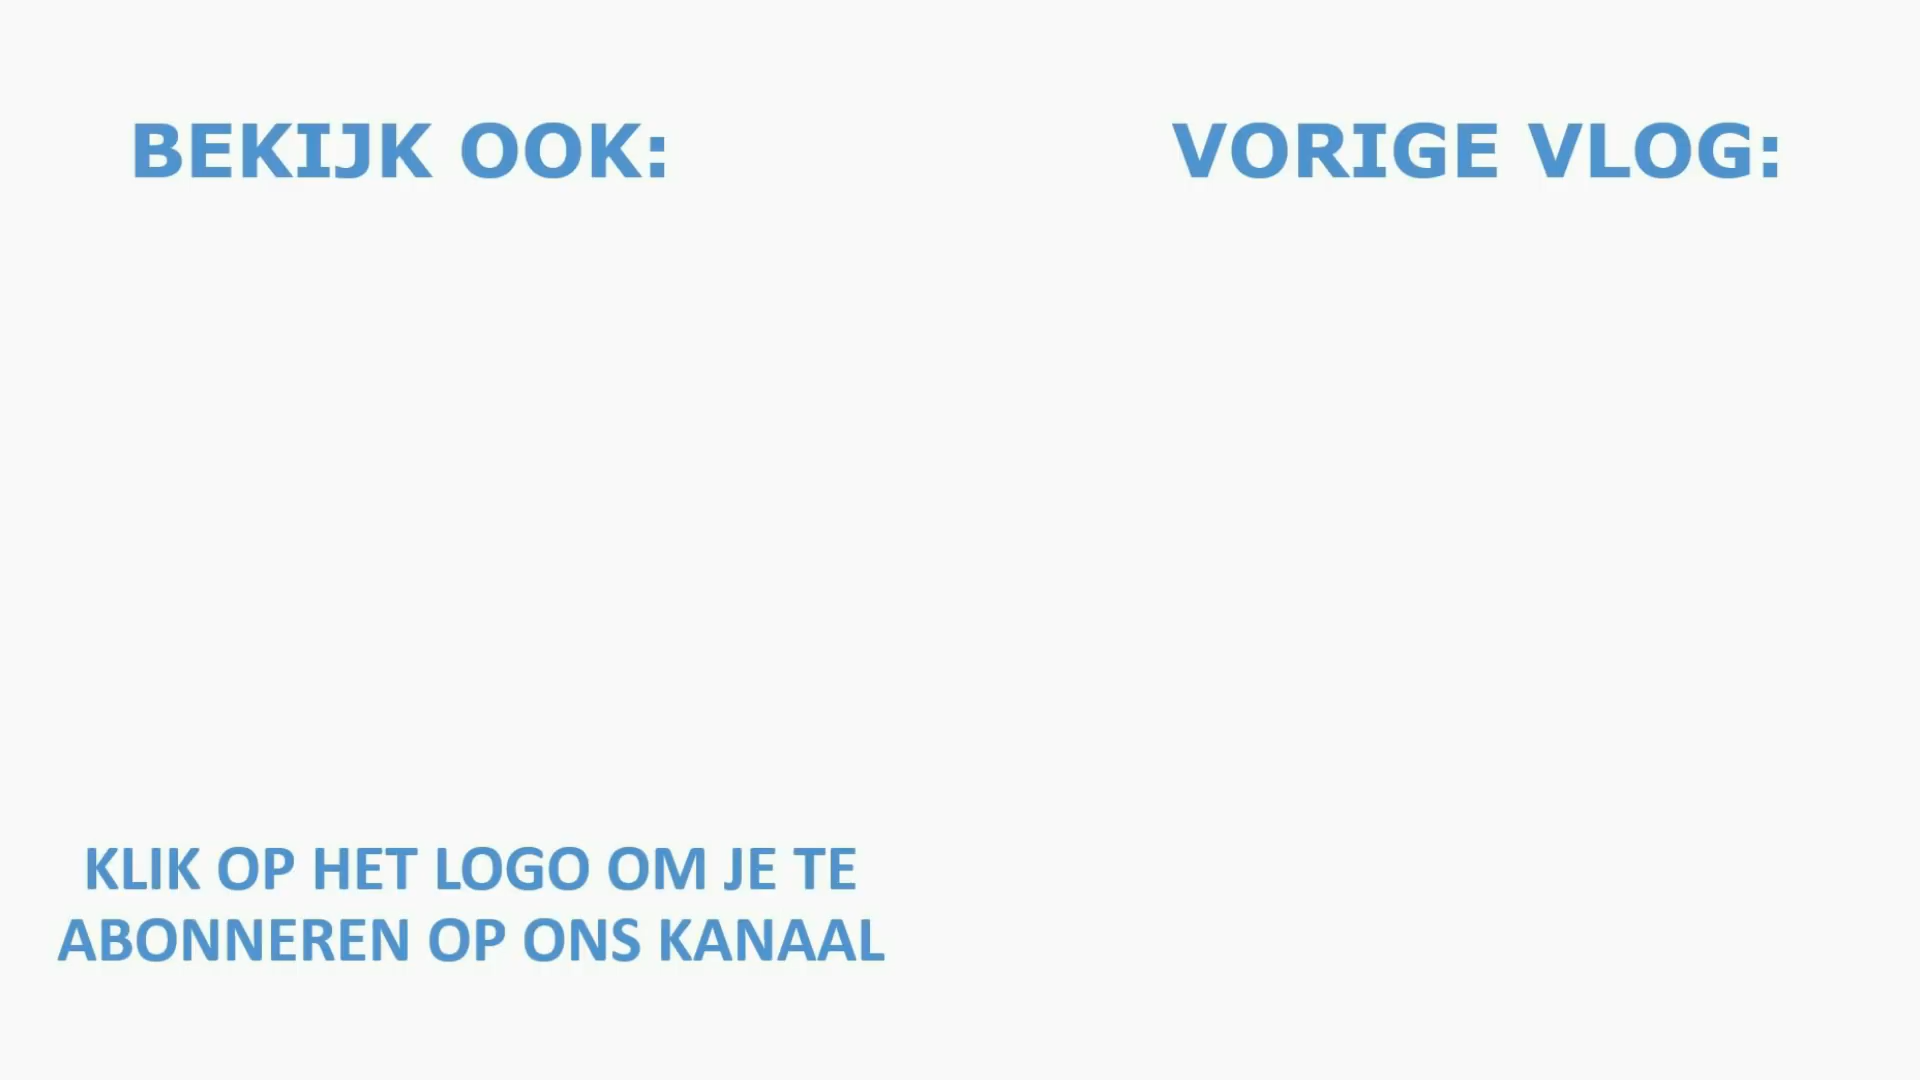 BEKIJK OOK:
VORIGE VLOG:
KLIK OP HET LOGO OM JE TE
ABONNEREN OP ONS KANAAL